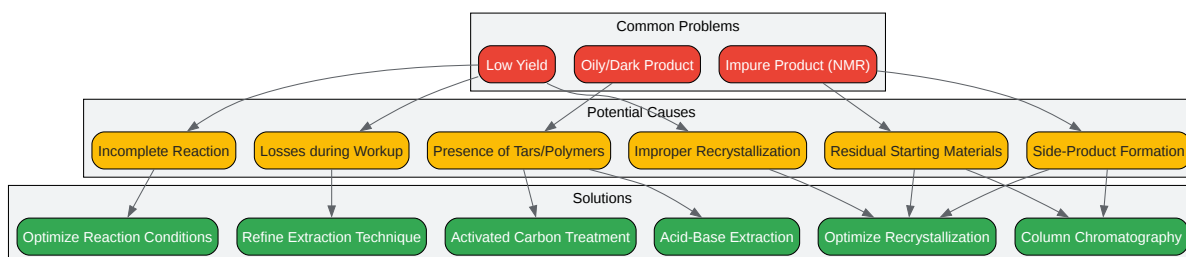 Common Problems
Low Yield
Oily/Dark Product
Impure Product (NMR)
Potential Causes
Incomplete Reaction
Losses during Workup
Presence of Tars/Polymers
Improper Recrystallization
Residual Starting Materials
Side-Product Formation
Solutions
Optimize Reaction Conditions
Refine Extraction Technique
Activated Carbon Treatment
Acid-Base Extraction
Optimize Recrystallization
Column Chromatography